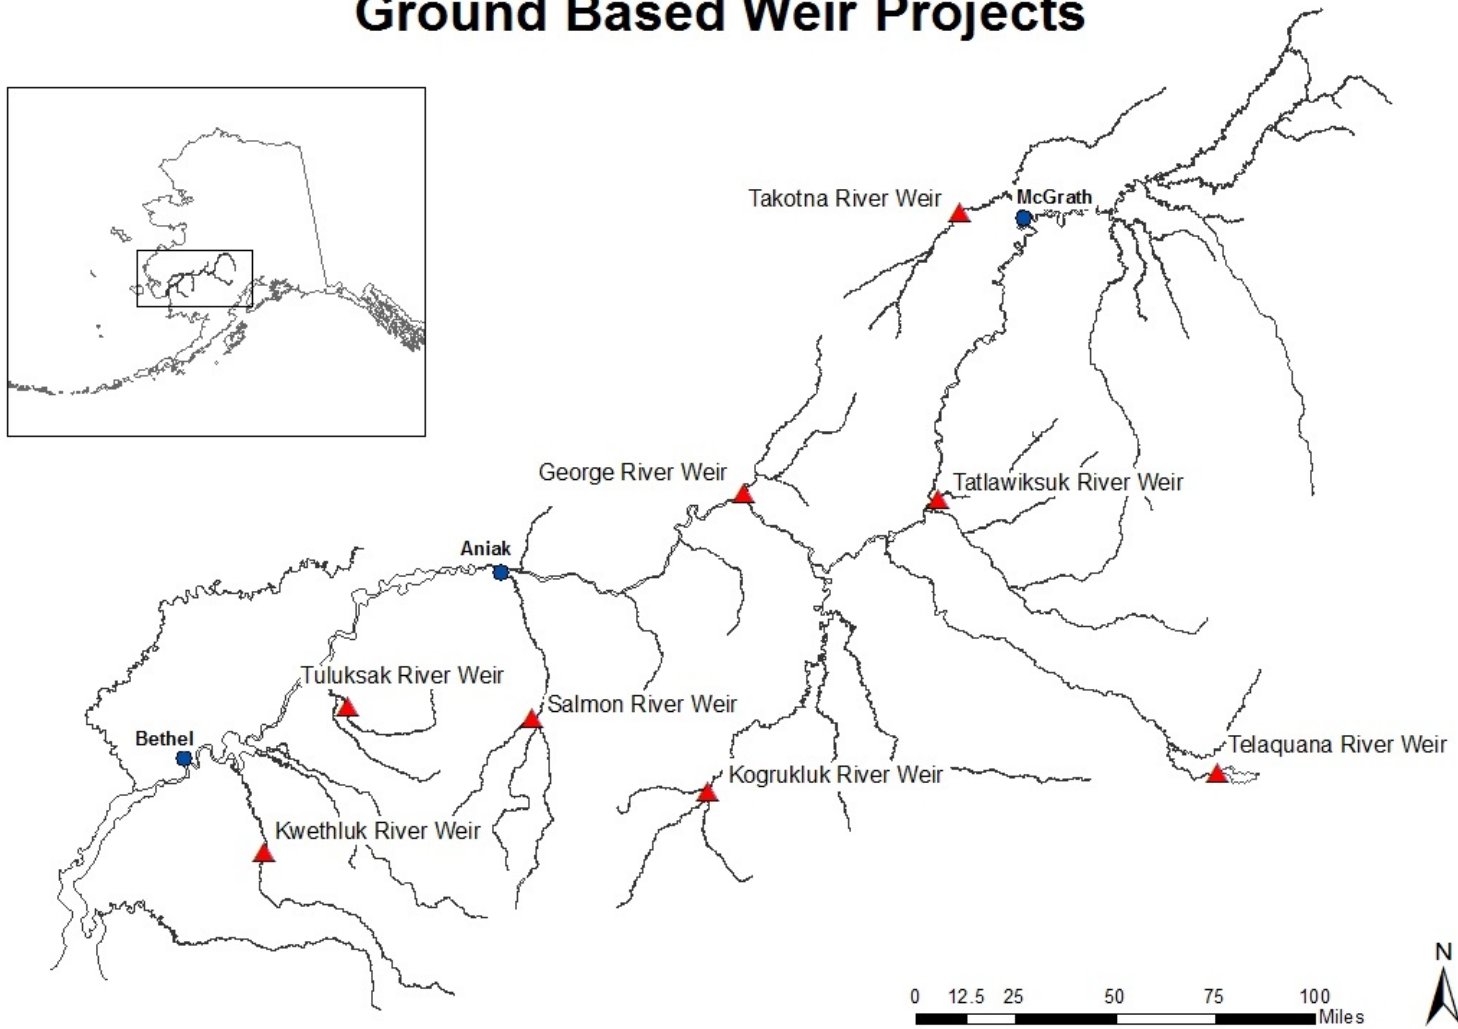 Ground Based Weir Projects
Takotna River Weir
McGrath
George River Weir
Tatlawiksuk River Weir
Aniak
Tuluksak River Weir
Salmon River Weir
Bethel
Telaquana River Weir
Kogrukluk River Weir
Kwethluk River Weir
N
0 12.5 25 50 75 100
Miles